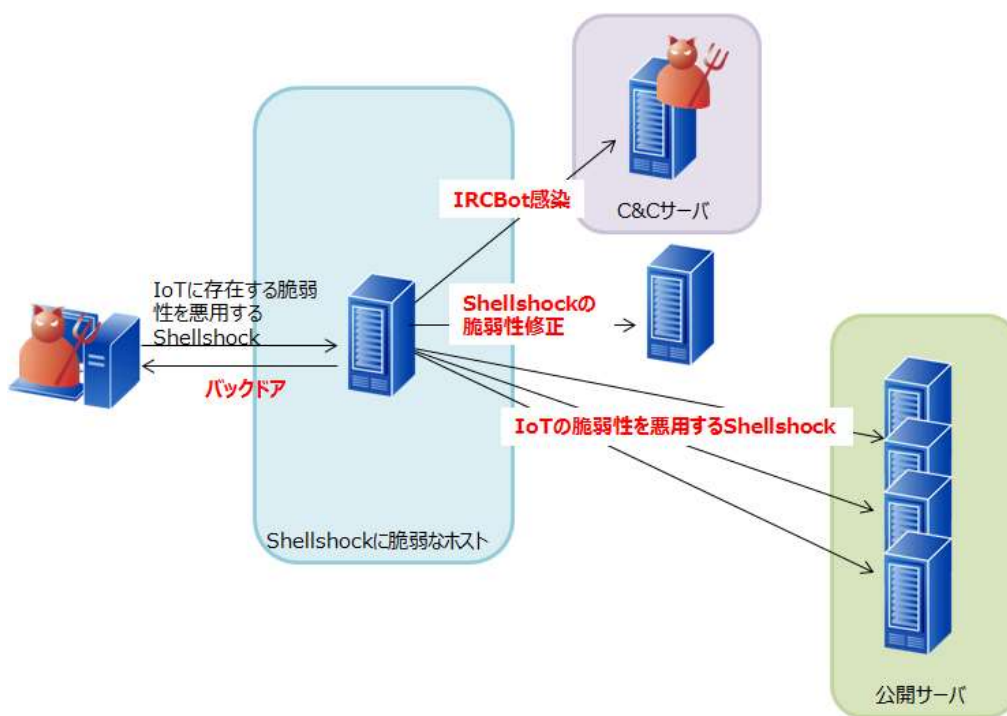 IRCBot感染
C&Cサーバ
IoTに存在する脆弱
性を悪用する
Shellshock
バックドア
Shellshockの
脆弱性修正
IoTの脆弱性を悪用するShellshock
Shellshockに脆弱なホスト
公開サーバ